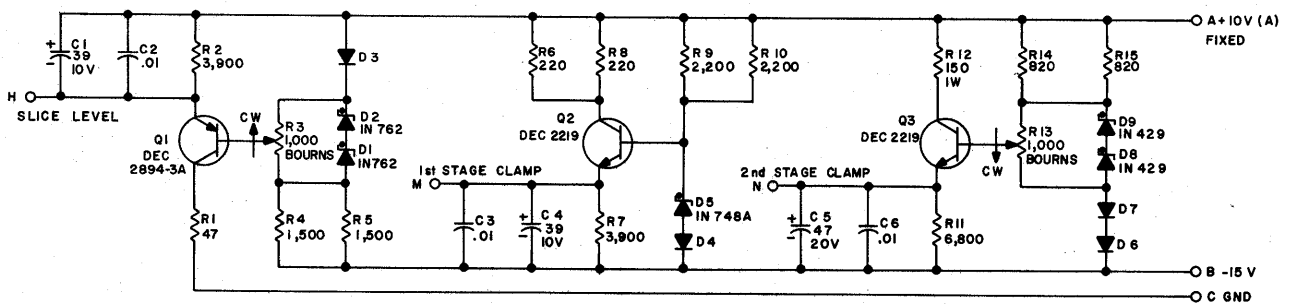 A+10V (A)
FIXED
C1
39
10V
+
-
C2
.01
R2
3,900
D3
R6
220
R8
220
R9
2,200
R10
2,200
R12
150
1W
R14
820
R15
820
H
SLICE LEVEL
Q1
DEC
2894-3A
CW
R3
1,000
BOURNS
D2
IN 762
D1
IN762
Q2
DEC 2219
Q3
DEC 2219
CW
R13
1,000
BOURNS
D9
IN 429
D8
IN 429
1st STAGE CLAMP
M
2nd STAGE CLAMP
N
R1
47
R4
1,500
R5
1,500
C3
.01
+
-
C4
39
10V
R7
3,900
D5
IN 748A
D4
+
-
C5
47
20V
C6
.01
R11
6,800
D7
D6
B -15 V
C GND